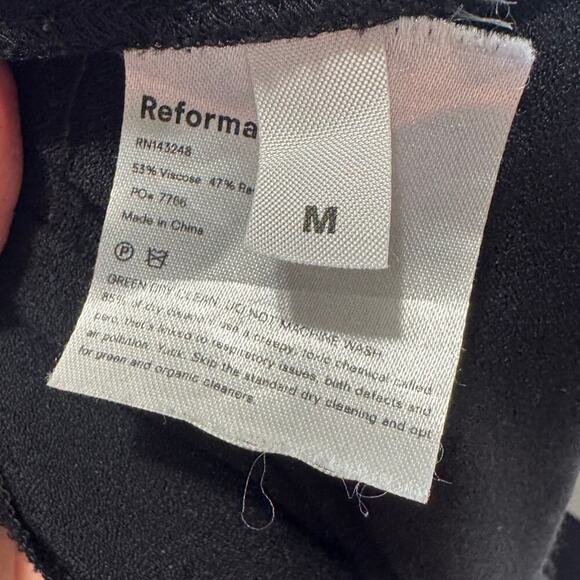 Reforma
RN143248
53% Viscose 47% Ra
PO# 7766
Made in China
P
M
GREEN DRY CLEAN. DO NOT MACHINE WASH
85% of dry cleaners use a creepy, toxic chemical called
perc, that's linked to respiratory issues, birth defects and
air pollution. Yuck. Skip the standard dry cleaning and opt
for green and organic cleaners.